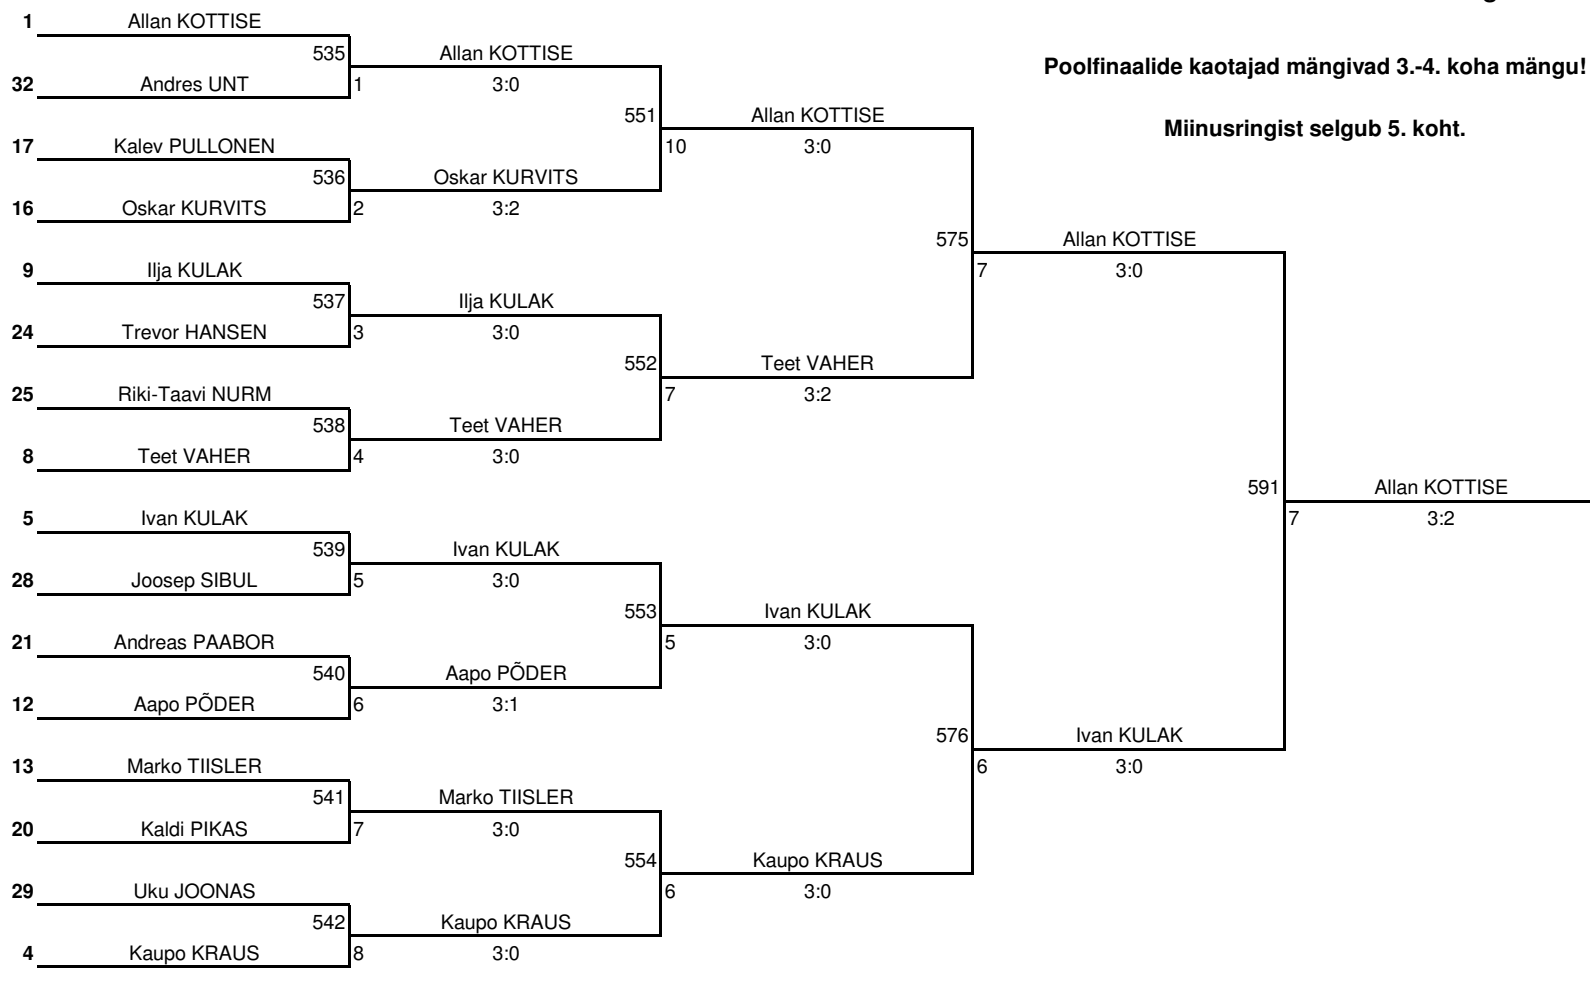 1 Allan KOTTISE
535 Allan KOTTISE
Poolfinaalide kaotajad mängivad 3.-4. koha mängu!
32 Andres UNT 1 3:0
551 Allan KOTTISE
Miinusringist selgub 5. koht.
17 Kalev PULLONEN 10 3:0
536 Oskar KURVITS
16 Oskar KURVITS 2 3:2
575 Allan KOTTISE
9 Ilja KULAK 7 3:0
537 Ilja KULAK
24 Trevor HANSEN 3 3:0
552 Teet VAHER
25 Riki-Taavi NURM 7 3:2
538 Teet VAHER
8 Teet VAHER 4 3:0
591 Allan KOTTISE
5 Ivan KULAK 7 3:2
539 Ivan KULAK
28 Joosep SIBUL 5 3:0
553 Ivan KULAK
21 Andreas PAABOR 5 3:0
540 Aapo PÕDER
12 Aapo PÕDER 6 3:1
576 Ivan KULAK
13 Marko TIISLER 6 3:0
541 Marko TIISLER
20 Kaldi PIKAS 7 3:0
554 Kaupo KRAUS
29 Uku JOONAS 6 3:0
542 Kaupo KRAUS
4 Kaupo KRAUS 8 3:0